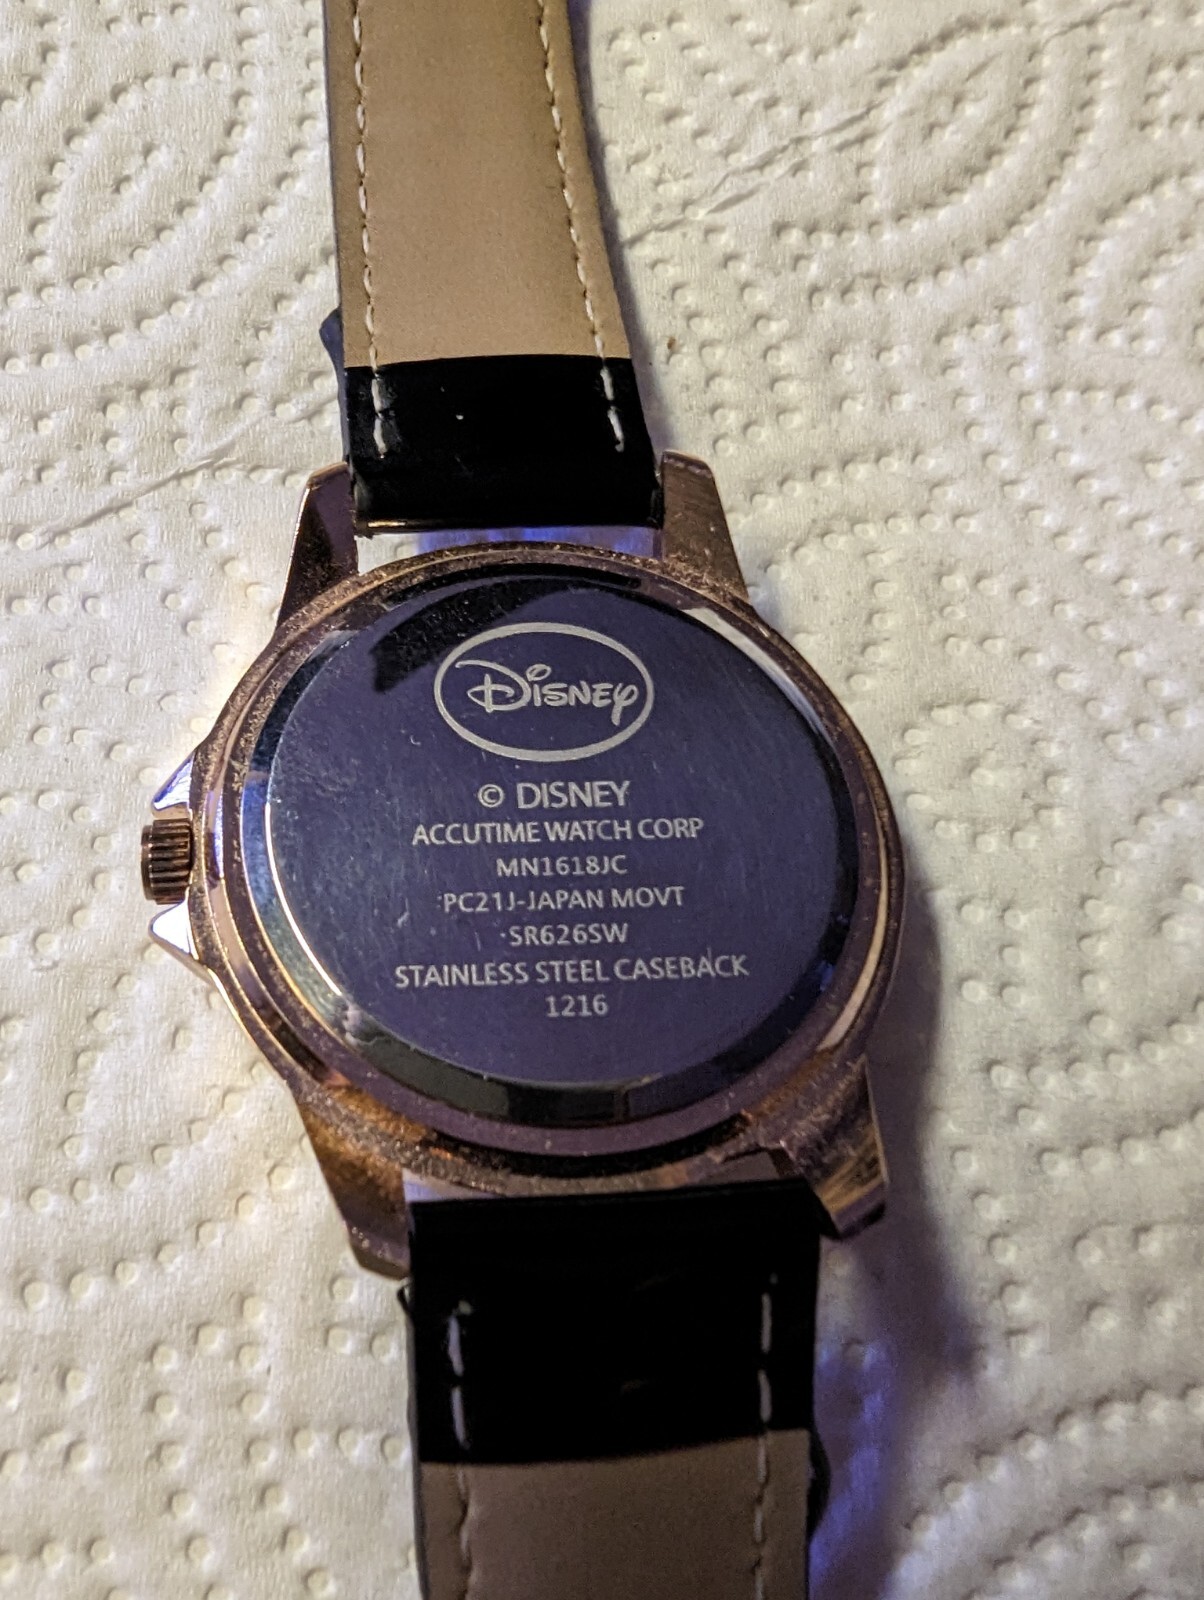 Disney
© DISNEY
ACCUTIME WATCH CORP
MN1618JC
PC21J-JAPAN MOVT
SR626SW
STAINLESS STEEL CASEBACK
1216